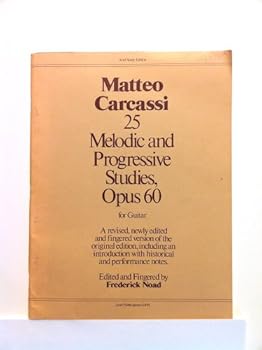 Matteo
Carcassi
25
Melodic and
Progressive
Studies,
Opus 60
for Guitar
A revised, newly edited
and fingered version of the
original edition, including an
introduction with historical
and performance notes.
Edited and Fingered by
Frederick Noad